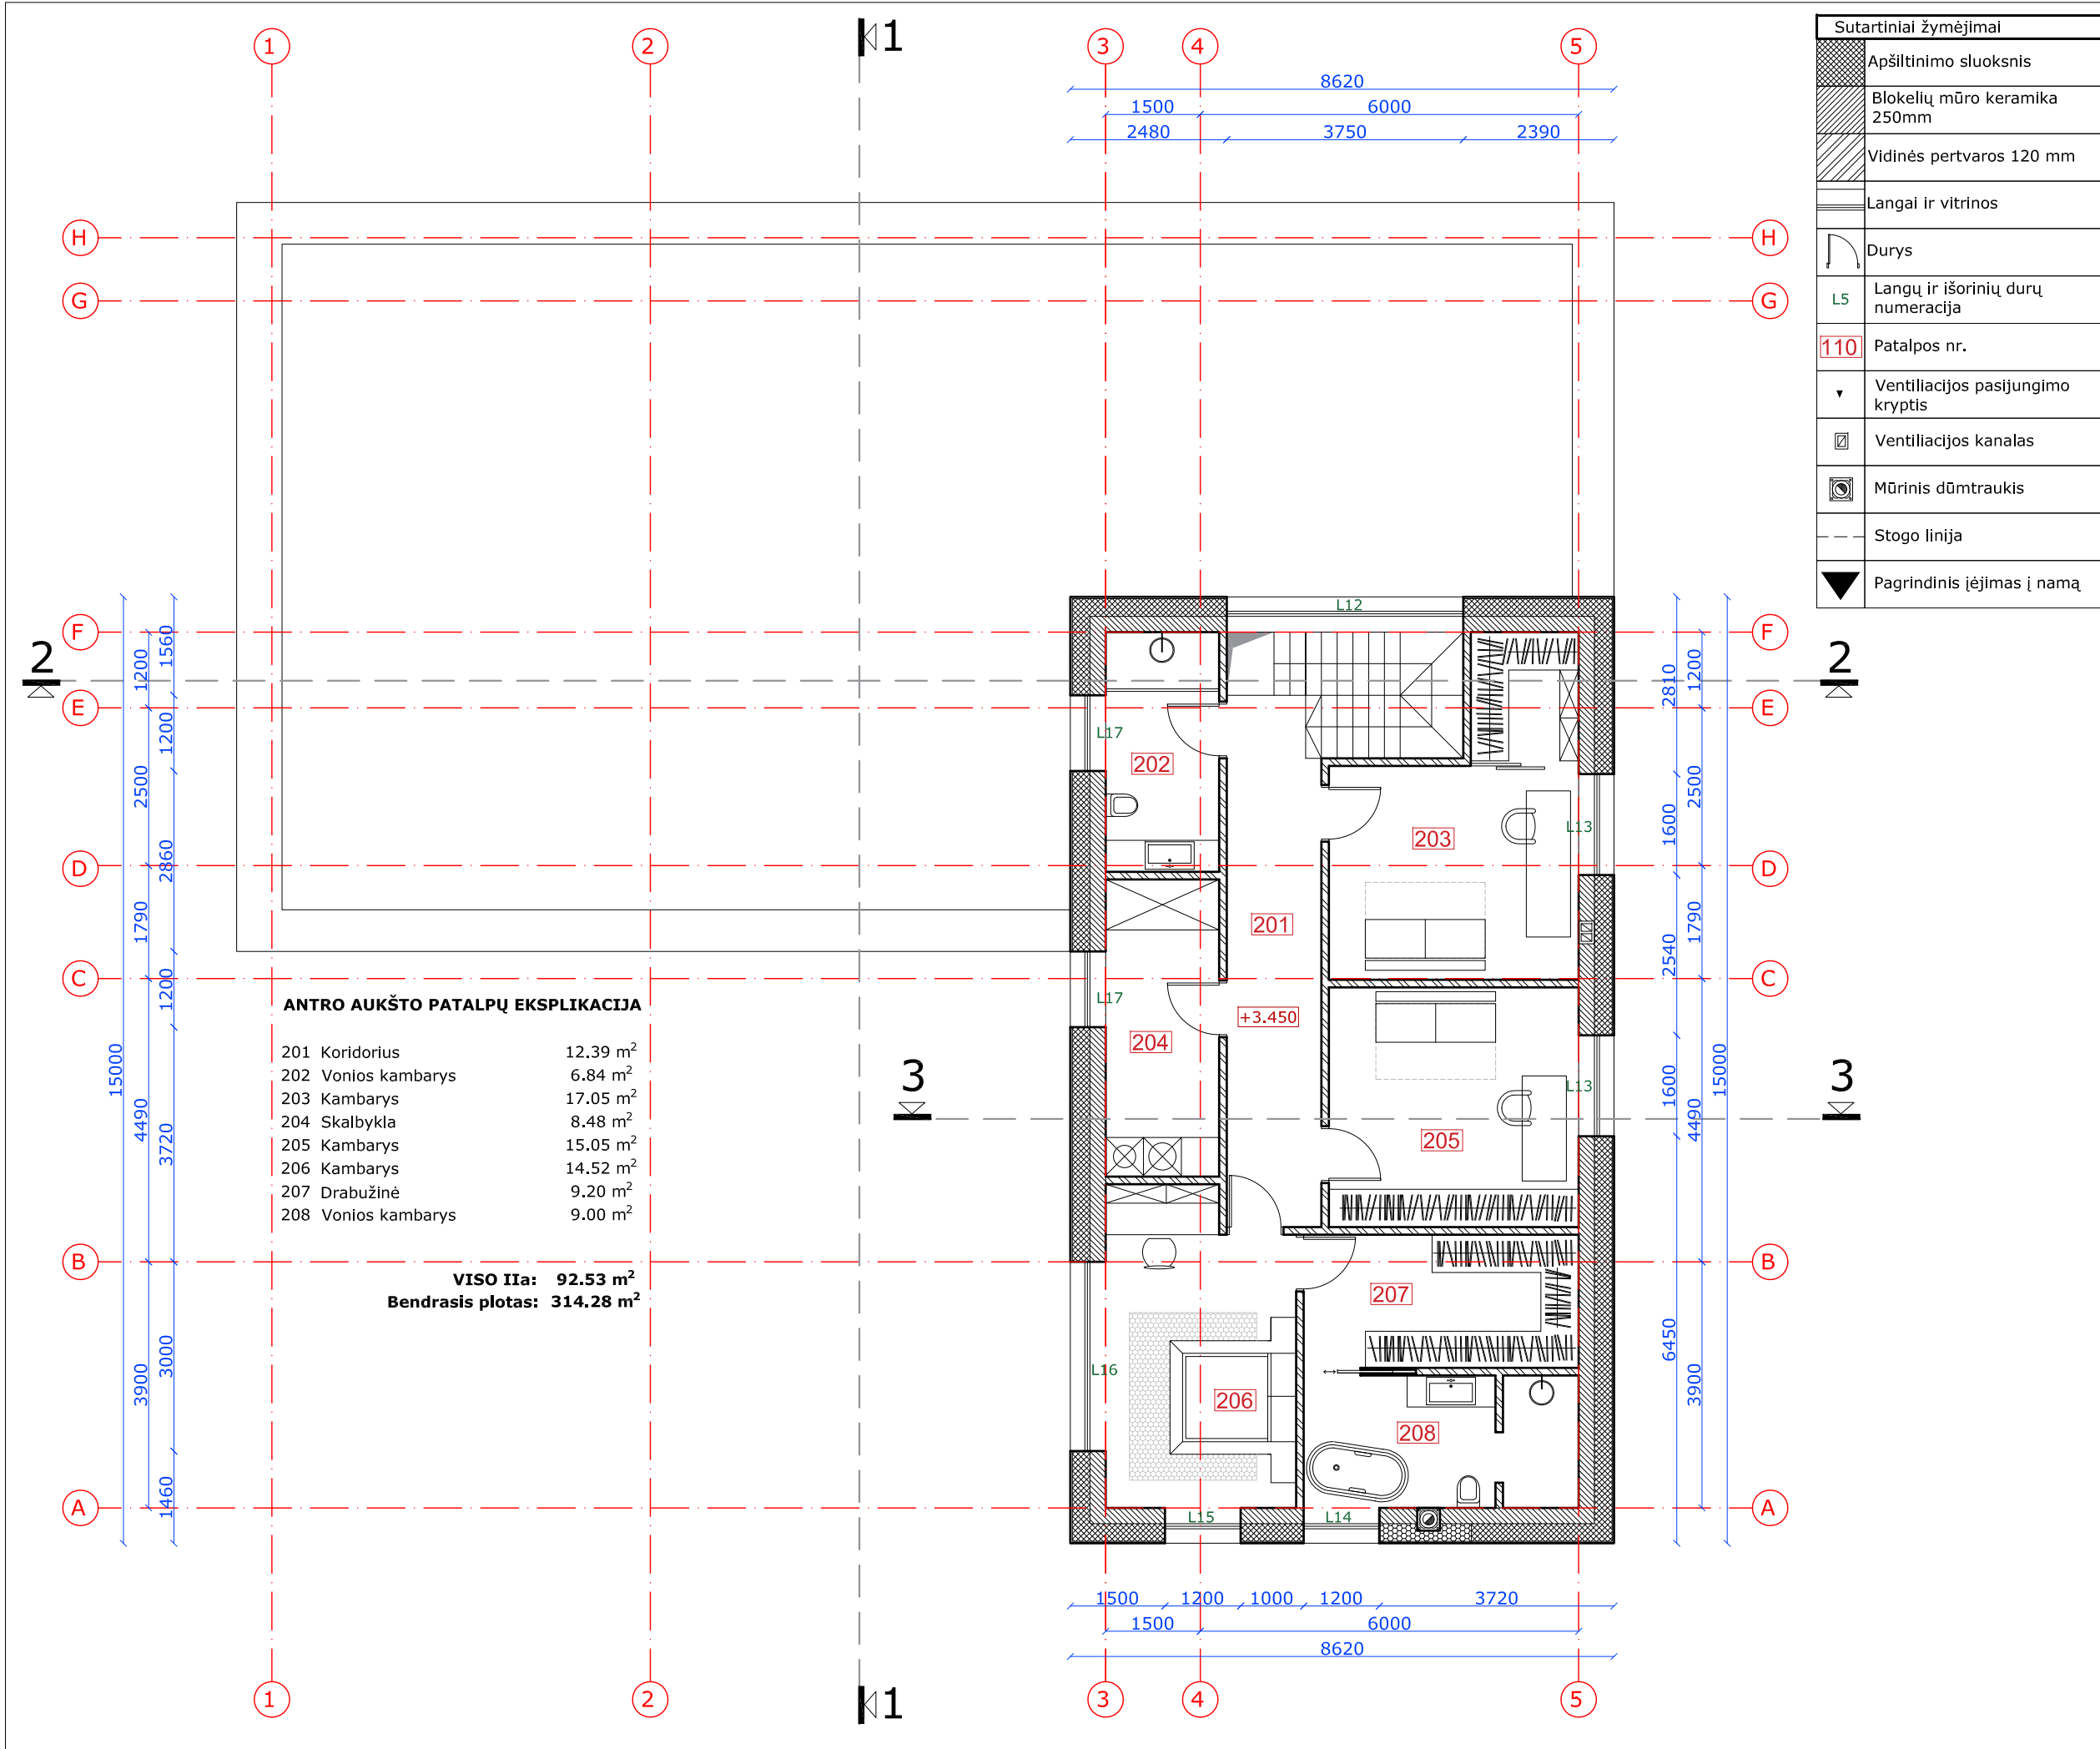 1
2
1
3
4
5
8620
1500
6000
2480
3750
2390
Sutartiniai žymėjimai
Apšiltinimo sluoksnis
Blokelių mūro keramika
250mm
Vidinės pertvaros 120 mm
Langai ir vitrinos
Durys
L5
Langų ir išorinių durų
numeracija
110
Patalpos nr.
Ventiliacijos pasijungimo
kryptis
Ventiliacijos kanalas
Mūrinis dūmtraukis
Stogo linija
Pagrindinis įėjimas į namą
H
H
G
G
F
F
2
2
E
E
D
D
C
C
3
3
B
B
A
A
15000
1200
2500
1790
4490
3900
1560
1200
2860
1200
3720
3000
1460
L12
L17
202
203
L13
201
L17
+3.450
204
L13
205
207
L16
206
208
L15
L14
2810
1600
2540
1600
6450
1200
2500
1790
4490
3900
15000
ANTRO AUKŠTO PATALPŲ EKSPLIKACIJA
201 Koridorius 12.39 m²
202 Vonios kambarys 6.84 m²
203 Kambarys 17.05 m²
204 Skalbykla 8.48 m²
205 Kambarys 15.05 m²
206 Kambarys 14.52 m²
207 Drabužinė 9.20 m²
208 Vonios kambarys 9.00 m²
VISO IIa: 92.53 m²
Bendrasis plotas: 314.28 m²
1500
1200
1000
1200
3720
1500
6000
8620
1
2
1
3
4
5